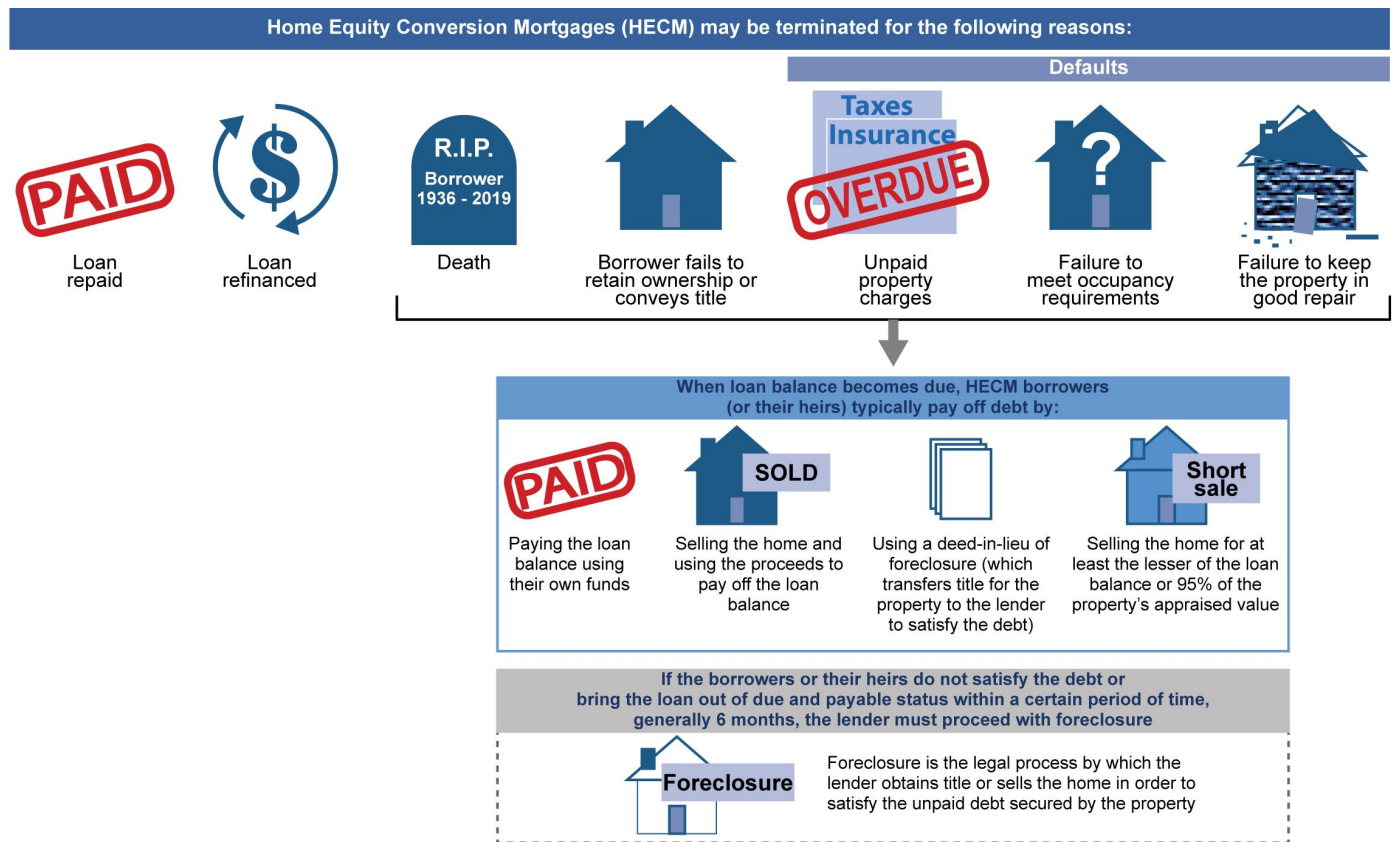 Home Equity Conversion Mortgages (HECM) may be terminated for the following reasons:
Defaults
PAID
Loan
repaid
$
Loan
refinanced
R.I.P.
Borrower
1936 - 2019
Death
Borrower fails to
retain ownership or
conveys title
Taxes
Insurance
OVERDUE
Unpaid
property
charges
?
Failure to
meet occupancy
requirements
Failure to keep
the property in
good repair
When loan balance becomes due, HECM borrowers
(or their heirs) typically pay off debt by:
PAID
Paying the loan
balance using
their own funds
SOLD
Selling the home and
using the proceeds to
pay off the loan
balance
Using a deed-in-lieu of
foreclosure (which
transfers title for the
property to the lender
to satisfy the debt)
Short
sale
Selling the home for at
least the lesser of the loan
balance or 95% of the
property's appraised value
If the borrowers or their heirs do not satisfy the debt or
bring the loan out of due and payable status within a certain period of time,
generally 6 months, the lender must proceed with foreclosure
Foreclosure
Foreclosure is the legal process by which the
lender obtains title or sells the home in order to
satisfy the unpaid debt secured by the property